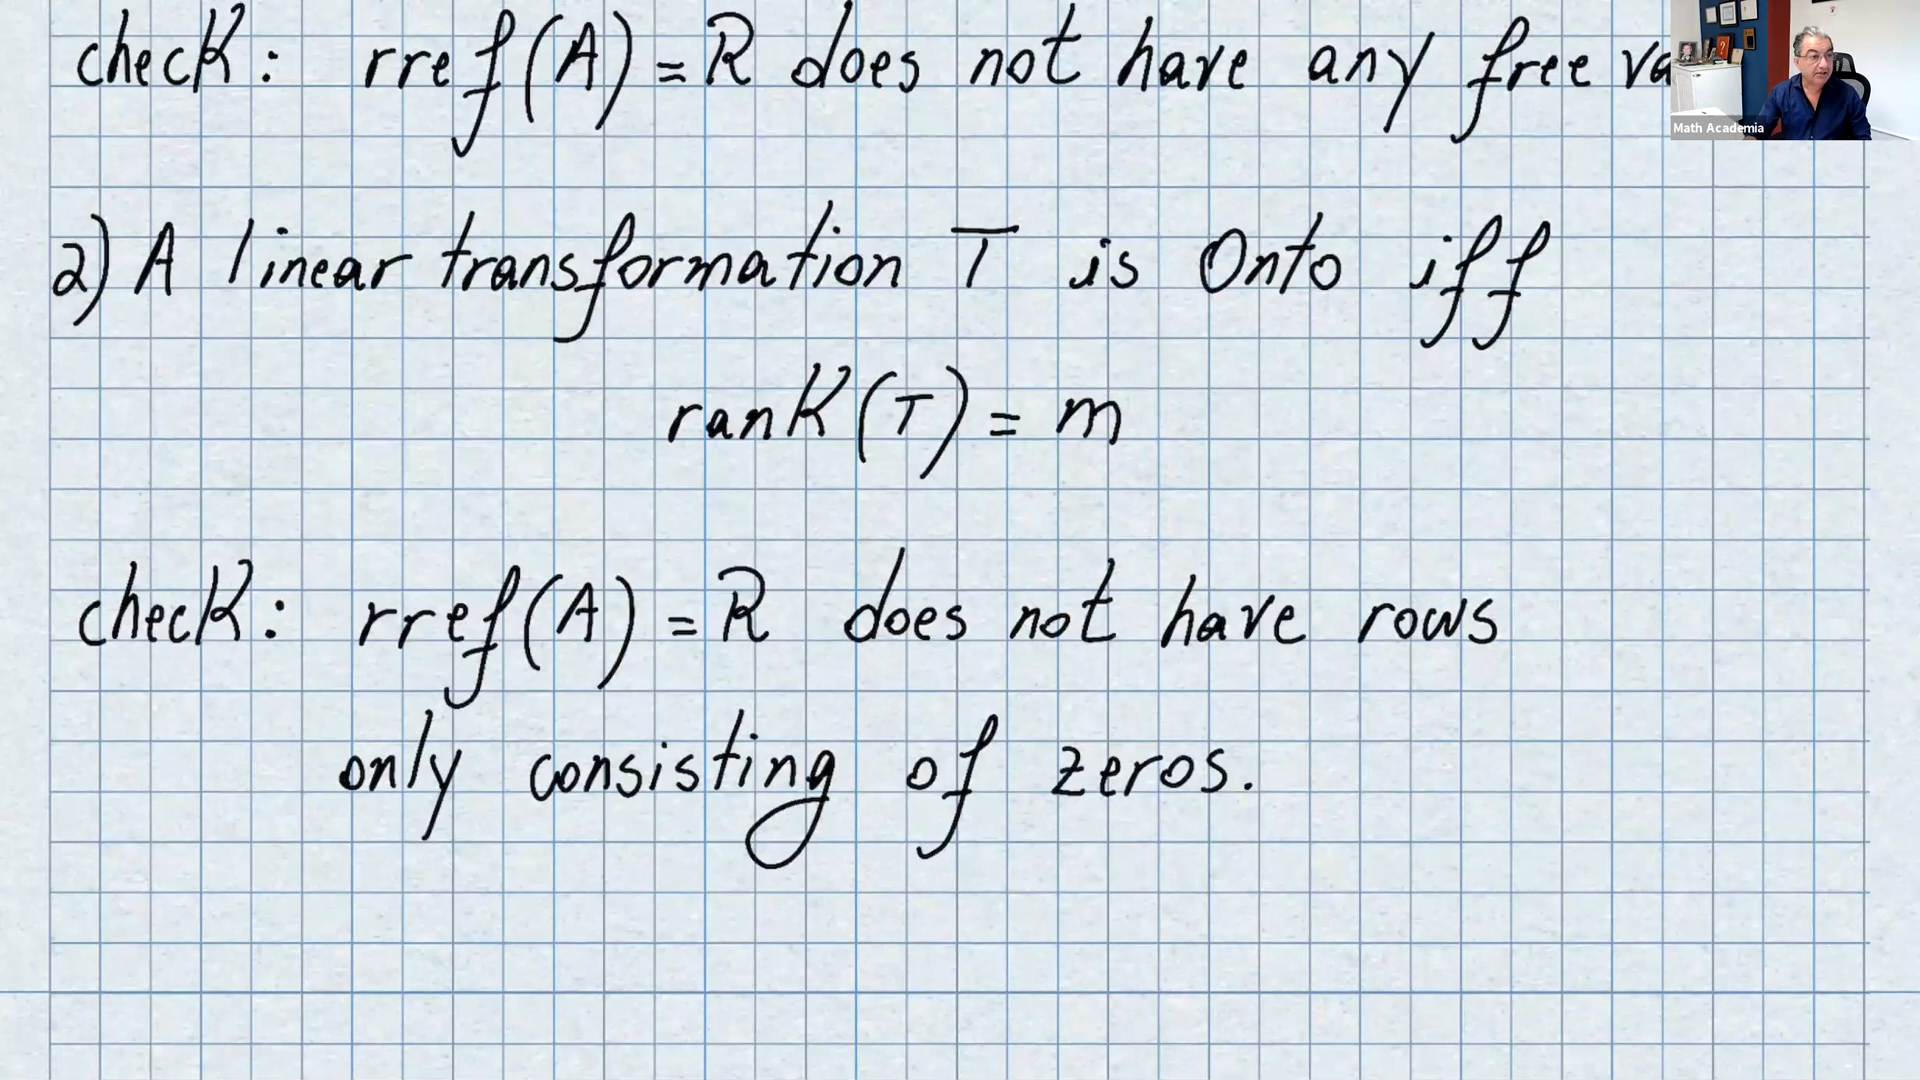 check: rref(A) = R does not have any free va
Math Academia
2) A linear transformation T is Onto iff
rank(T) = m
check: rref(A) = R does not have rows
only consisting of zeros.